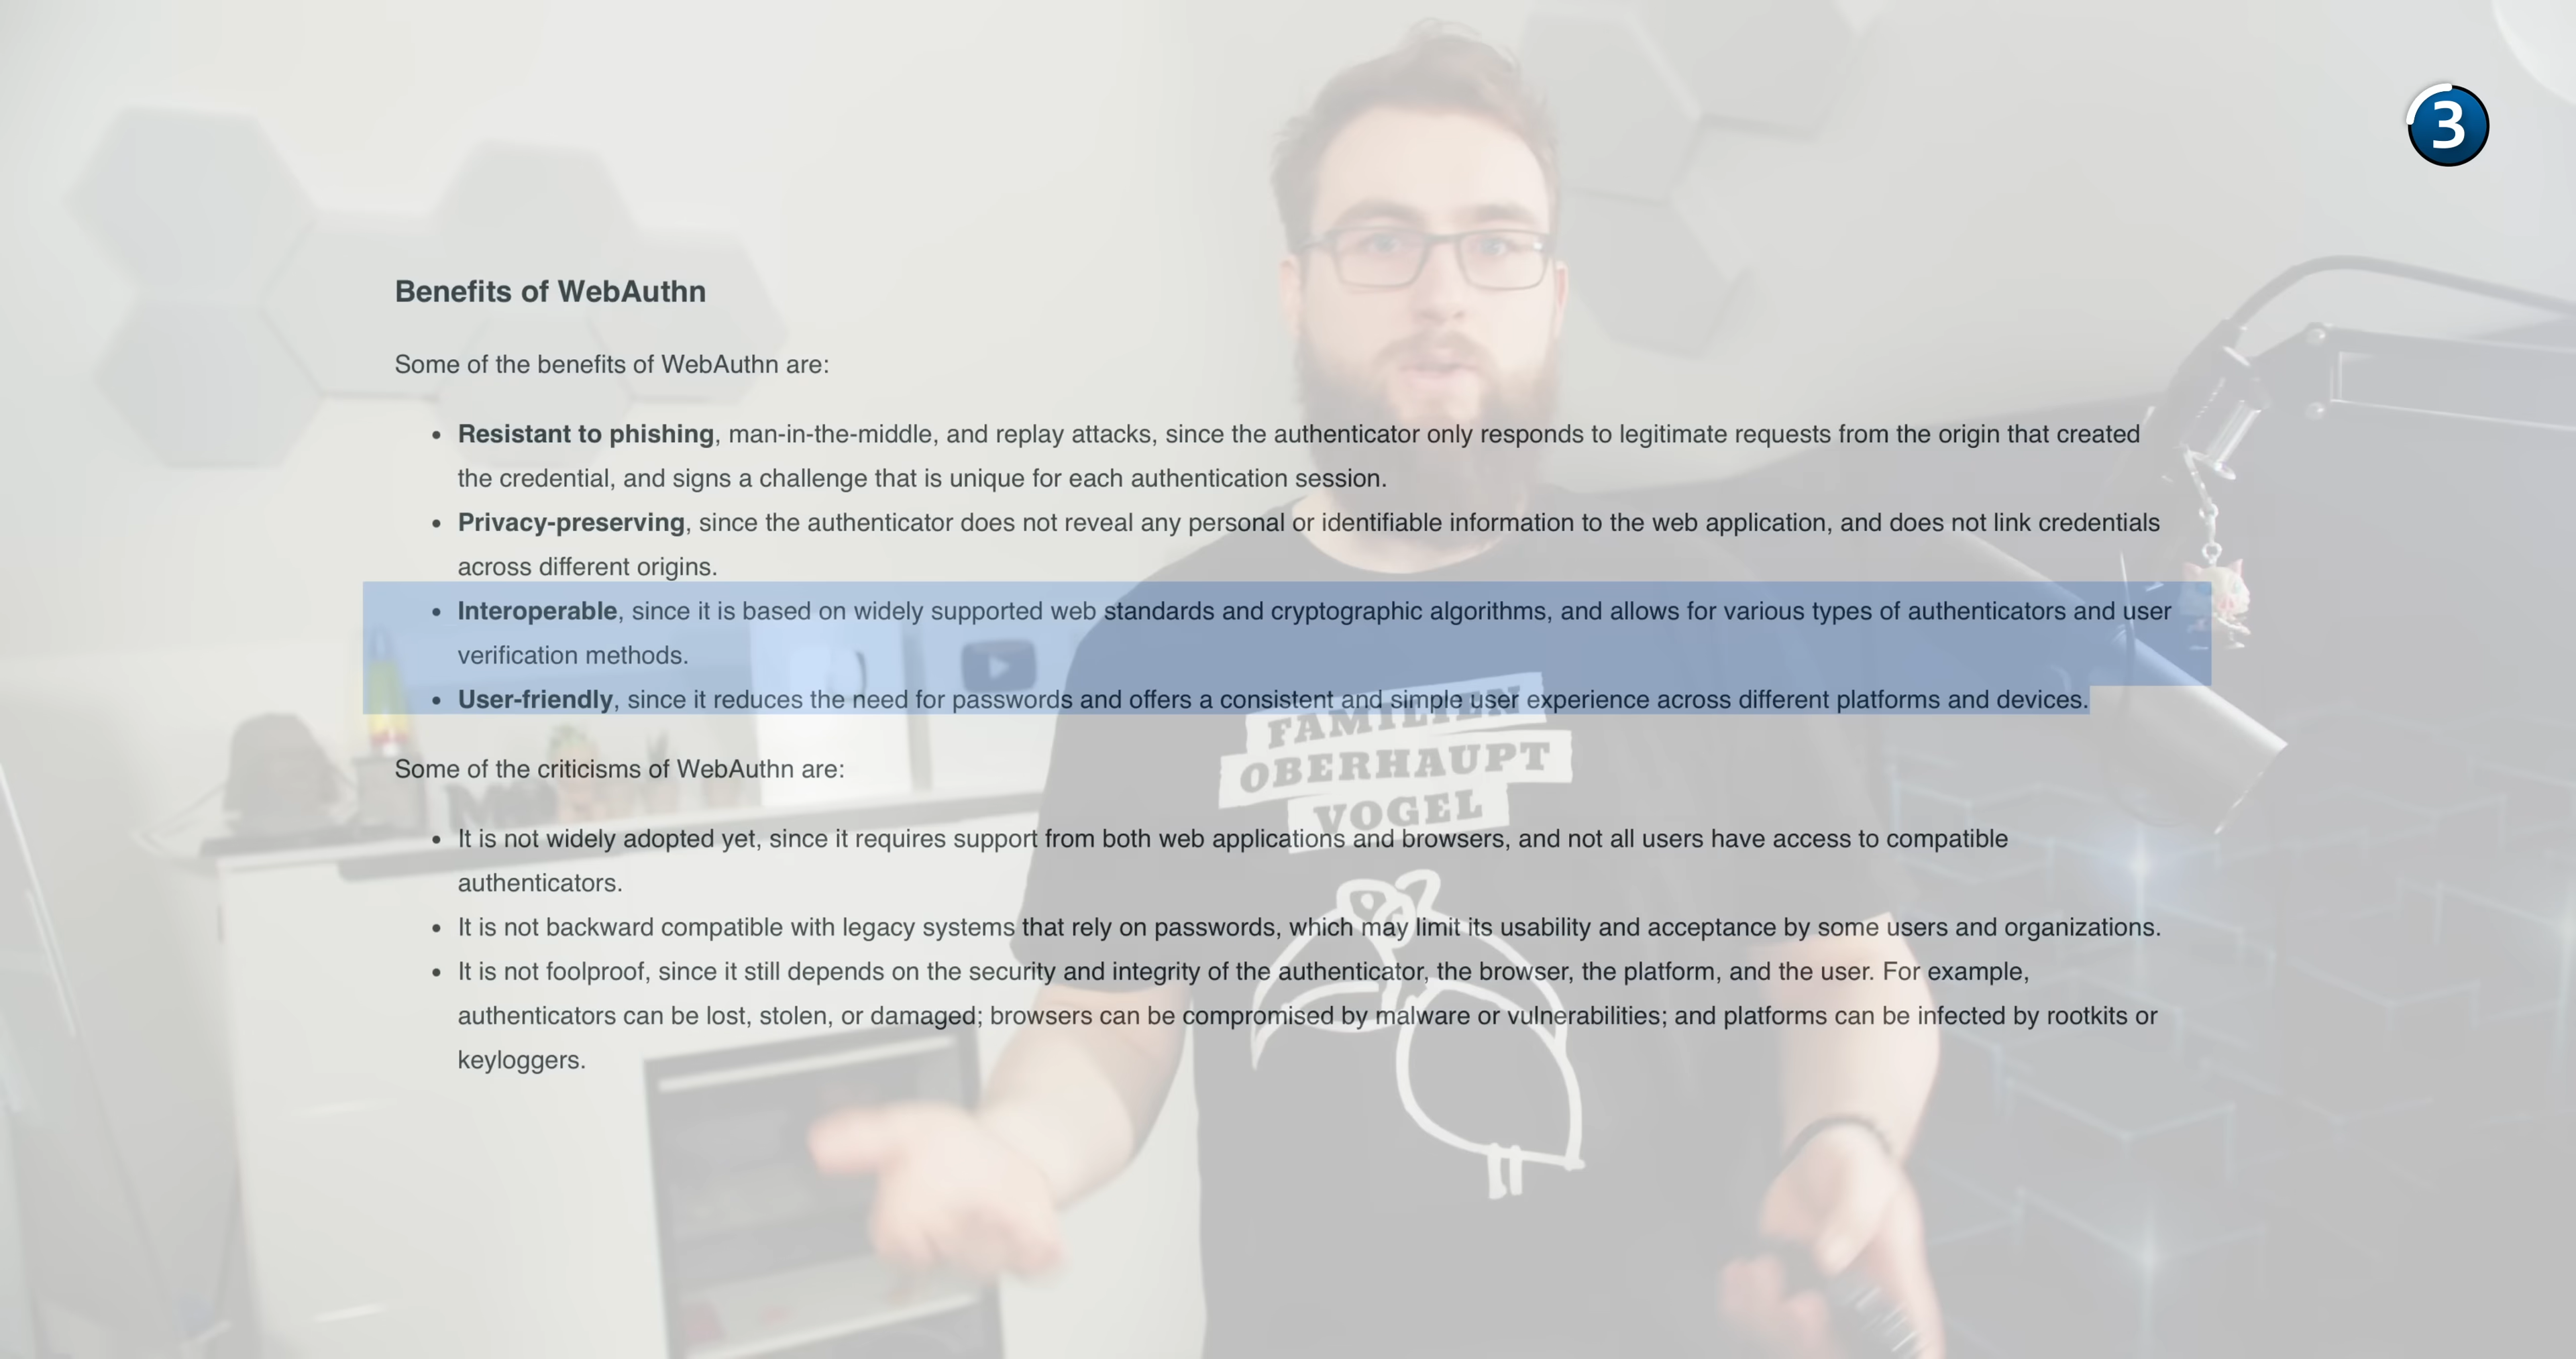 3
Benefits of WebAuthn
Some of the benefits of WebAuthn are:
• Resistant to phishing, man-in-the-middle, and replay attacks, since the authenticator only responds to legitimate requests from the origin that created
the credential, and signs a challenge that is unique for each authentication session.
• Privacy-preserving, since the authenticator does not reveal any personal or identifiable information to the web application, and does not link credentials
across different origins.
• Interoperable, since it is based on widely supported web standards and cryptographic algorithms, and allows for various types of authenticators and user
verification methods.
• User-friendly, since it reduces the need for passwords and offers a consistent and simple user experience across different platforms and devices.
FAMILIEN
OBERHAUPT
VOGEL
Some of the criticisms of WebAuthn are:
• It is not widely adopted yet, since it requires support from both web applications and browsers, and not all users have access to compatible
authenticators.
• It is not backward compatible with legacy systems that rely on passwords, which may limit its usability and acceptance by some users and organizations.
• It is not foolproof, since it still depends on the security and integrity of the authenticator, the browser, the platform, and the user. For example,
authenticators can be lost, stolen, or damaged; browsers can be compromised by malware or vulnerabilities; and platforms can be infected by rootkits or
keyloggers.